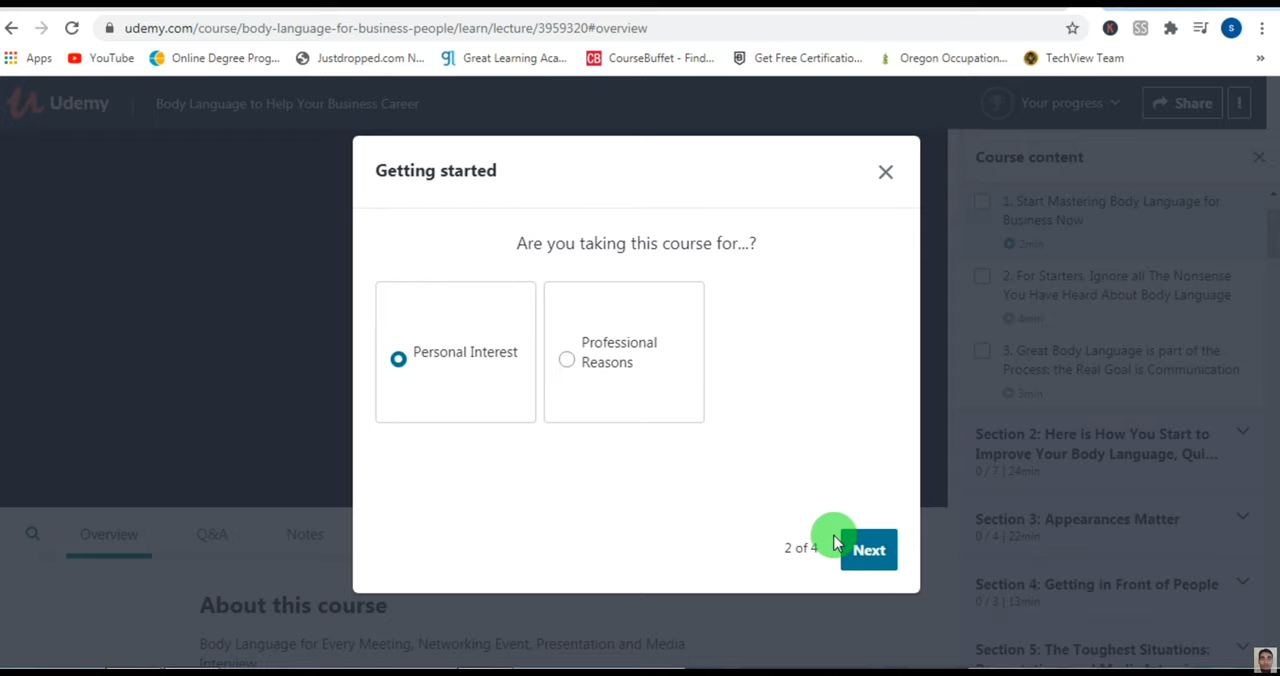 udemy.com/course/body-language-for-business-people/learn/lecture/3959320#overview
K
SS
s
Apps
YouTube
Online Degree Prog...
Justdropped.com N...
gl Great Learning Aca...
CB CourseBuffet - Find...
Get Free Certificatio...
Oregon Occupation...
TechView Team
»
Udemy
Body Language to Help Your Business Career
Your progress
Share
Getting started
Course content
Are you taking this course for...?
Personal Interest
Professional
Reasons
2 of 4
Next
1. Start Mastering Body Language for
Business Now
2min
2. For Starters, Ignore all The Nonsense
You Have Heard About Body Language
4min
3. Great Body Language is part of the
Process: the Real Goal is Communication
3min
Section 2: Here is How You Start to
Improve Your Body Language, Qui...
0 / 7 | 24min
Section 3: Appearances Matter
0 / 4 | 22min
Section 4: Getting in Front of People
0 / 3 | 13min
Section 5: The Toughest Situations:
Overview
Q&A
Notes
About this course
Body Language for Every Meeting, Networking Event, Presentation and Media
Interview